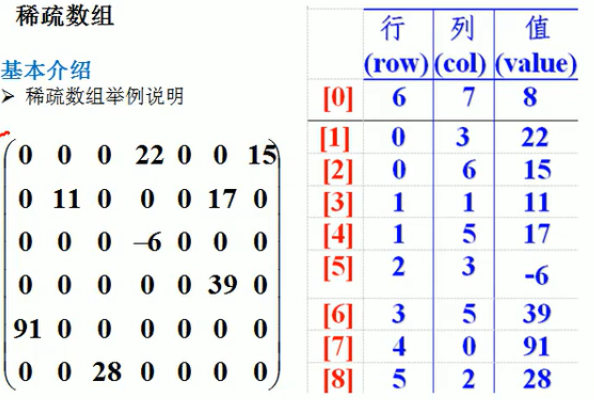 稀疏数组
基本介绍
➢ 稀疏数组举例说明
0 0 0 22 0 0 15
0 11 0 0 0 17 0
0 0 0 –6 0 0 0
0 0 0 0 0 39 0
91 0 0 0 0 0 0
0 0 28 0 0 0 0
行 列 值
(row) (col) (value)
[0] 6 7 8
[1] 0 3 22
[2] 0 6 15
[3] 1 1 11
[4] 1 5 17
[5] 2 3 -6
[6] 3 5 39
[7] 4 0 91
[8] 5 2 28